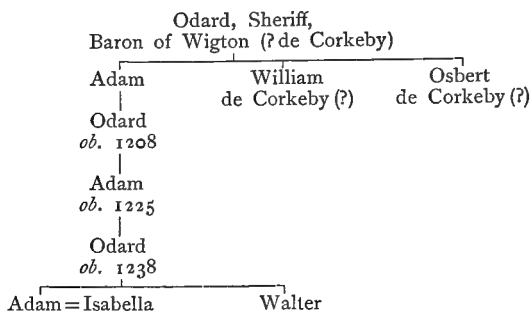 Odard, Sheriff,
Baron of Wigton (? de Corkeby)
Adam William Osbert
de Corkeby (?) de Corkeby (?)
Odard
ob. 1208
Adam
ob. 1225
Odard
ob. 1238
Adam=Isabella Walter